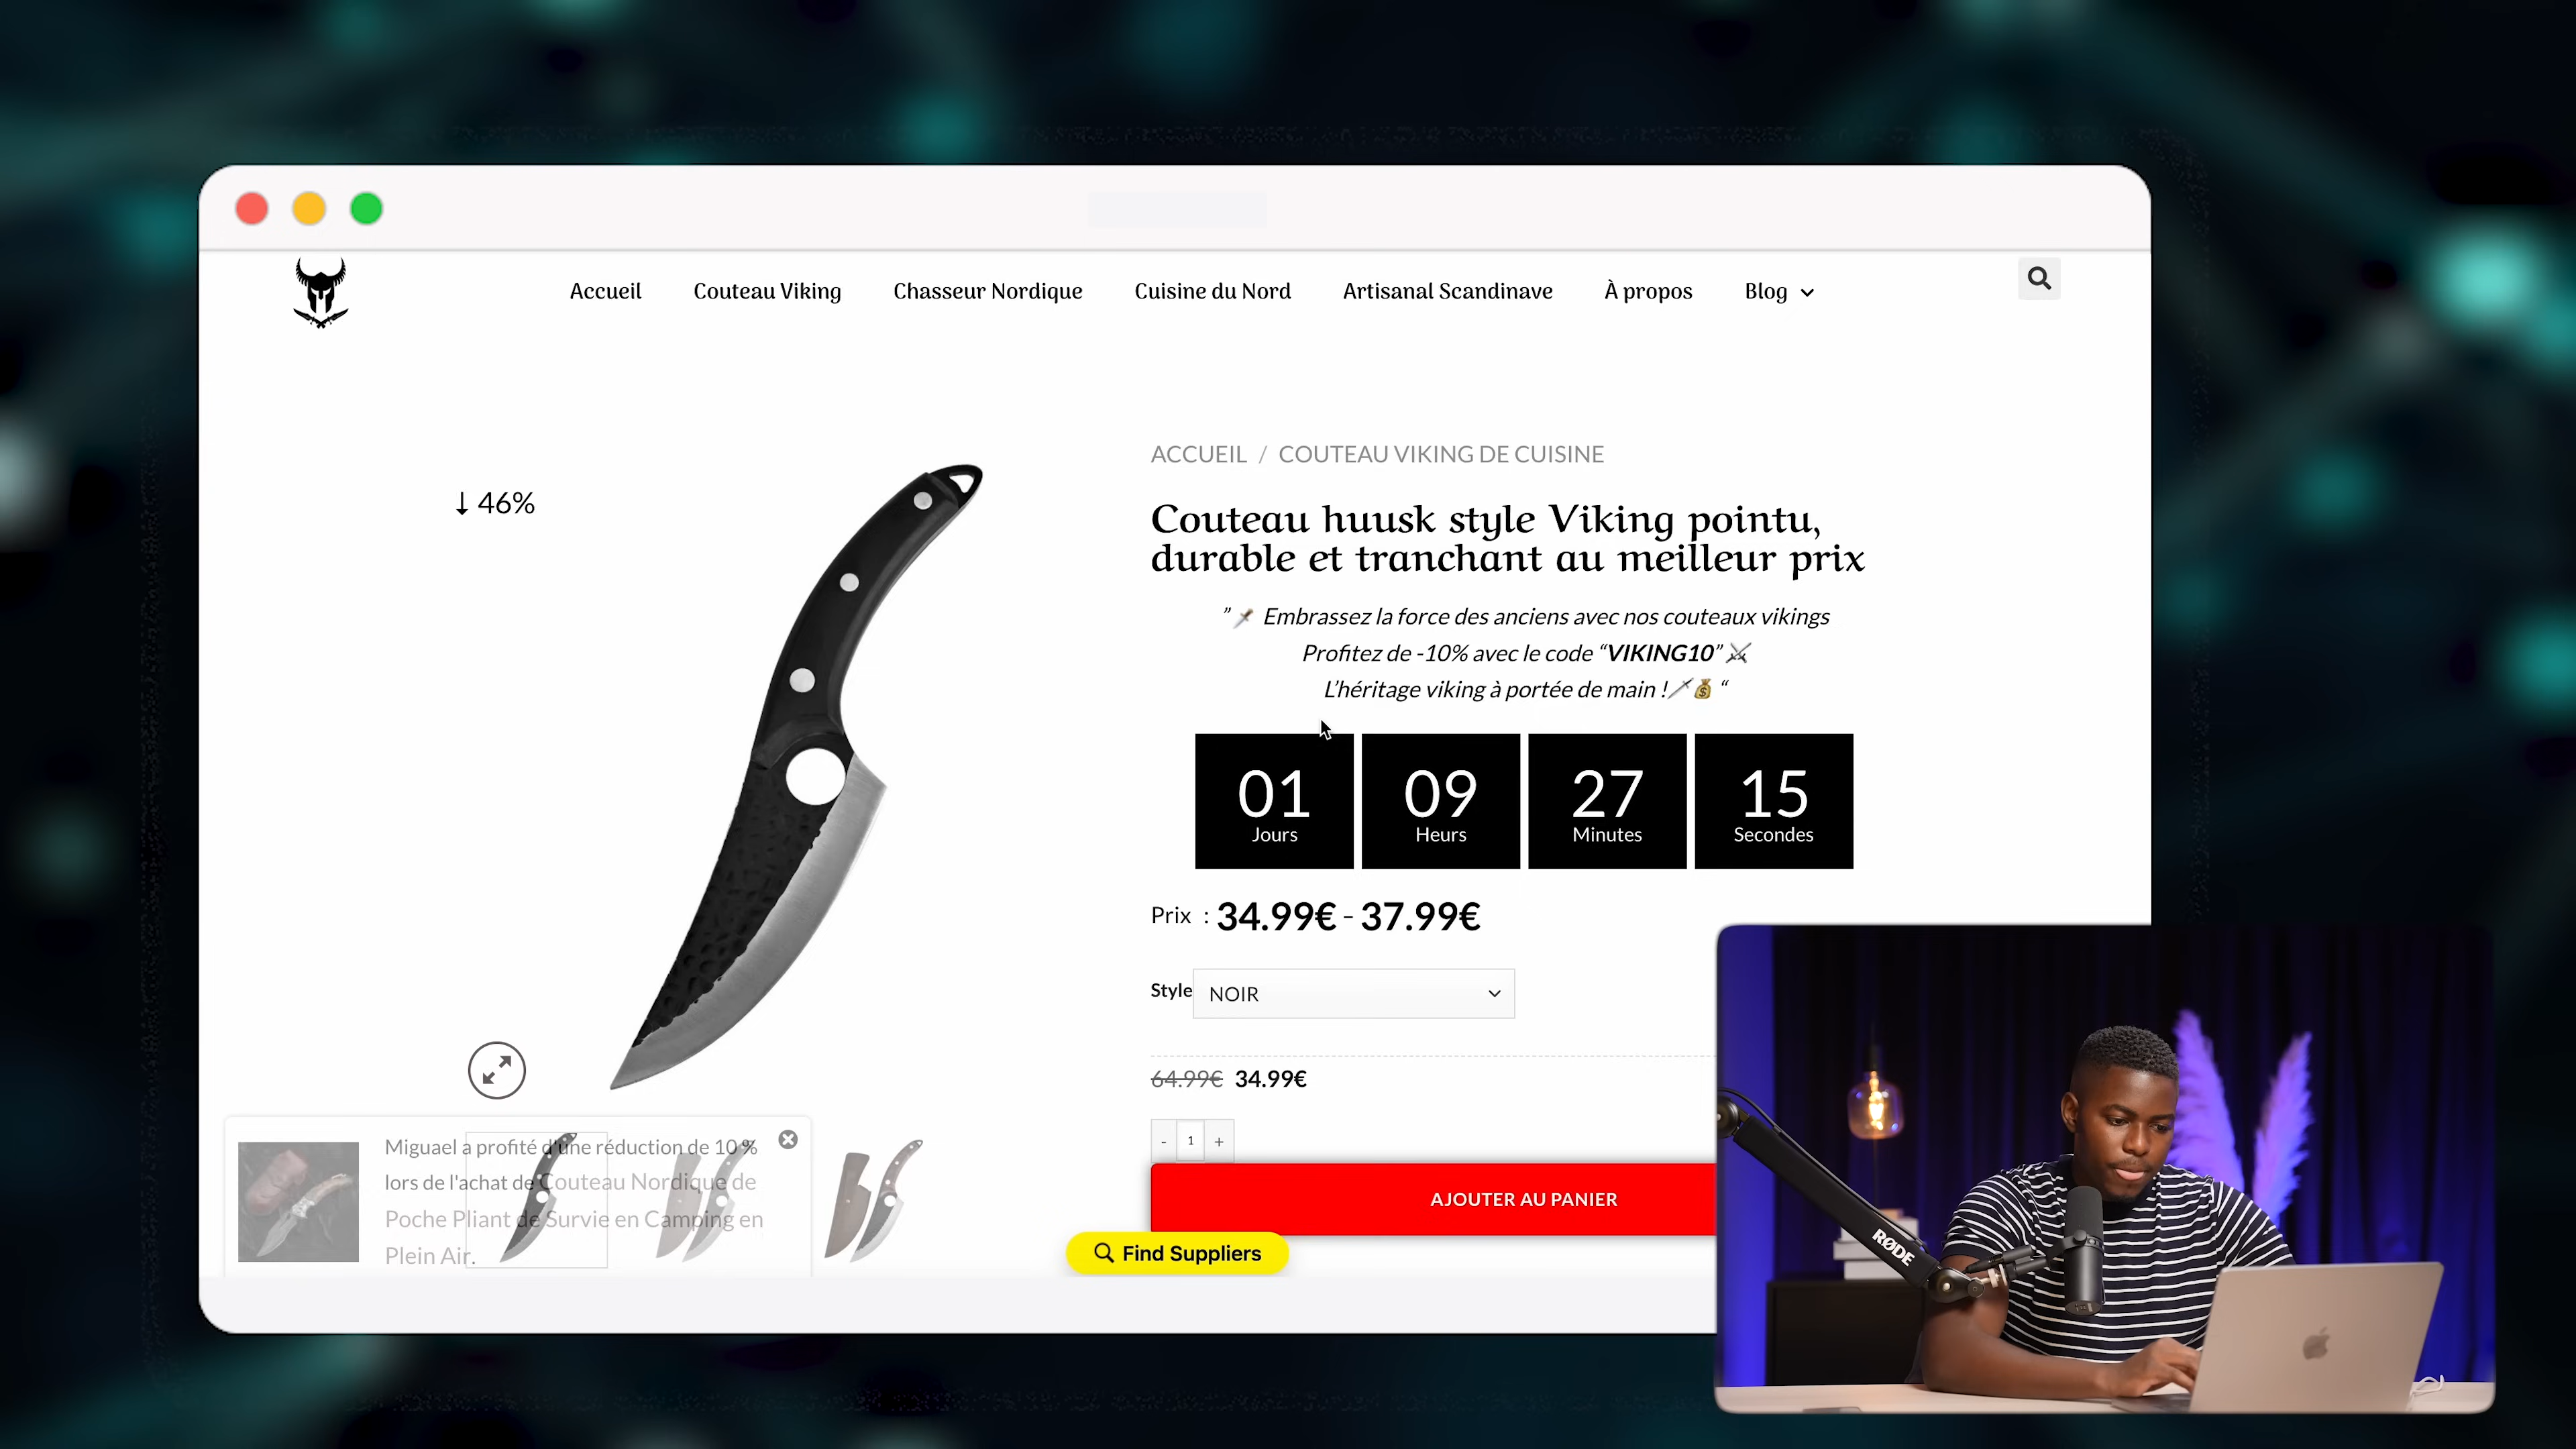 Accueil Couteau Viking Chasseur Nordique Cuisine du Nord Artisanal Scandinave À propos Blog
ACCUEIL / COUTEAU VIKING DE CUISINE
↓ 46%
Couteau huusk style Viking pointu,
durable et tranchant au meilleur prix
”🗡 Embrassez la force des anciens avec nos couteaux vikings
Profitez de -10% avec le code “VIKING10”⚔
L’héritage viking à portée de main !🗡💰 “
01 09 27 15
Jours Heurs Minutes Secondes
Prix : 34.99€ - 37.99€
Style NOIR
64.99€ 34.99€
- 1 +
AJOUTER AU PANIER
Miguael a profité d'une réduction de 10 %
lors de l'achat de Couteau Nordique de
Poche Pliant de Survie en Camping en
Plein Air.
Find Suppliers
RØDE